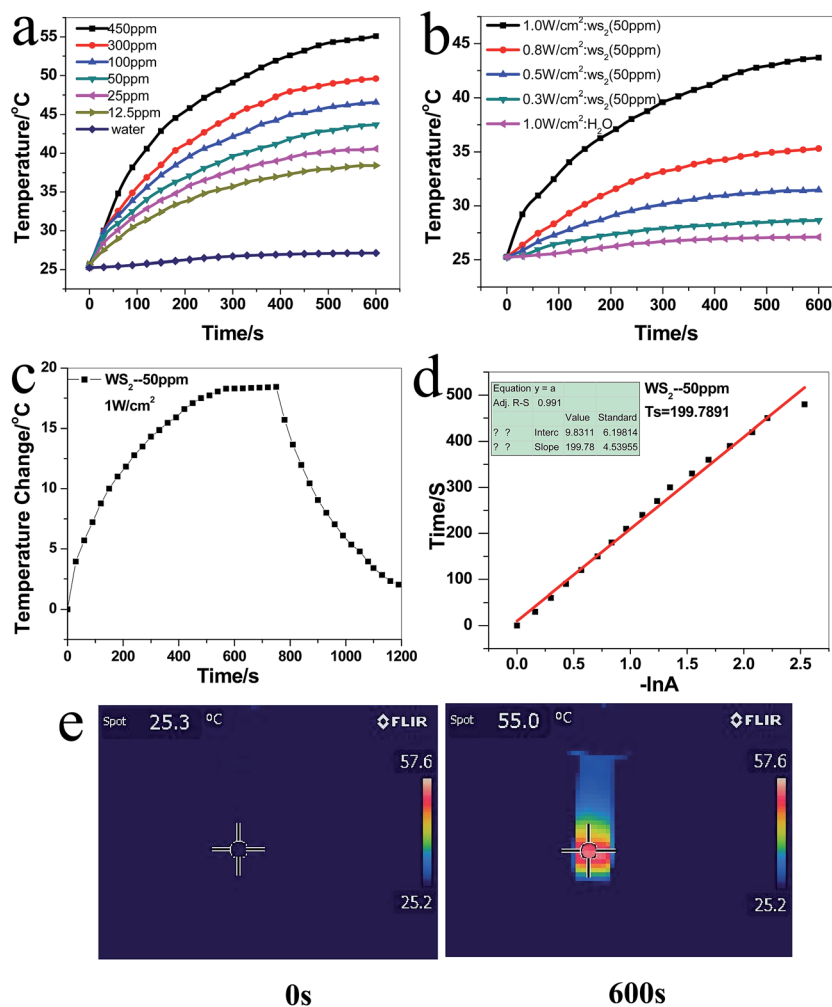 a
450ppm
300ppm
100ppm
50ppm
25ppm
12.5ppm
water
Temperature/°C
55
50
45
40
35
30
25
0 100 200 300 400 500 600
Time/s
b
1.0W/cm²:ws₂(50ppm)
0.8W/cm²:ws₂(50ppm)
0.5W/cm²:ws₂(50ppm)
0.3W/cm²:ws₂(50ppm)
1.0W/cm²:H₂O
Temperature/°C
45
40
35
30
25
0 100 200 300 400 500 600
Time/s
c
WS₂--50ppm
1W/cm²
Temperature Change/°C
20
15
10
5
0
0 200 400 600 800 1000 1200
Time/s
d
Equation y = a
Adj. R-S 0.991
Value Standard
? ? Interc 9.8311 6.19814
? ? Slope 199.78 4.53955
WS₂--50ppm
Ts=199.7891
Time/S
500
400
300
200
100
0
0.0 0.5 1.0 1.5 2.0 2.5
-lnA
e
Spot 25.3 °C
FLIR
57.6
25.2
0s
Spot 55.0 °C
FLIR
57.6
25.2
600s